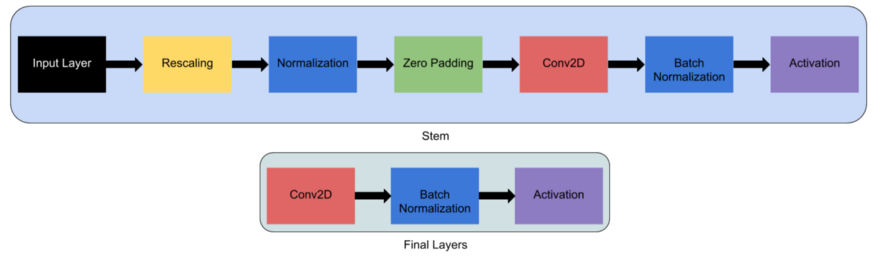 Input Layer
Rescaling
Normalization
Zero Padding
Conv2D
Batch
Normalization
Activation
Stem
Conv2D
Batch
Normalization
Activation
Final Layers